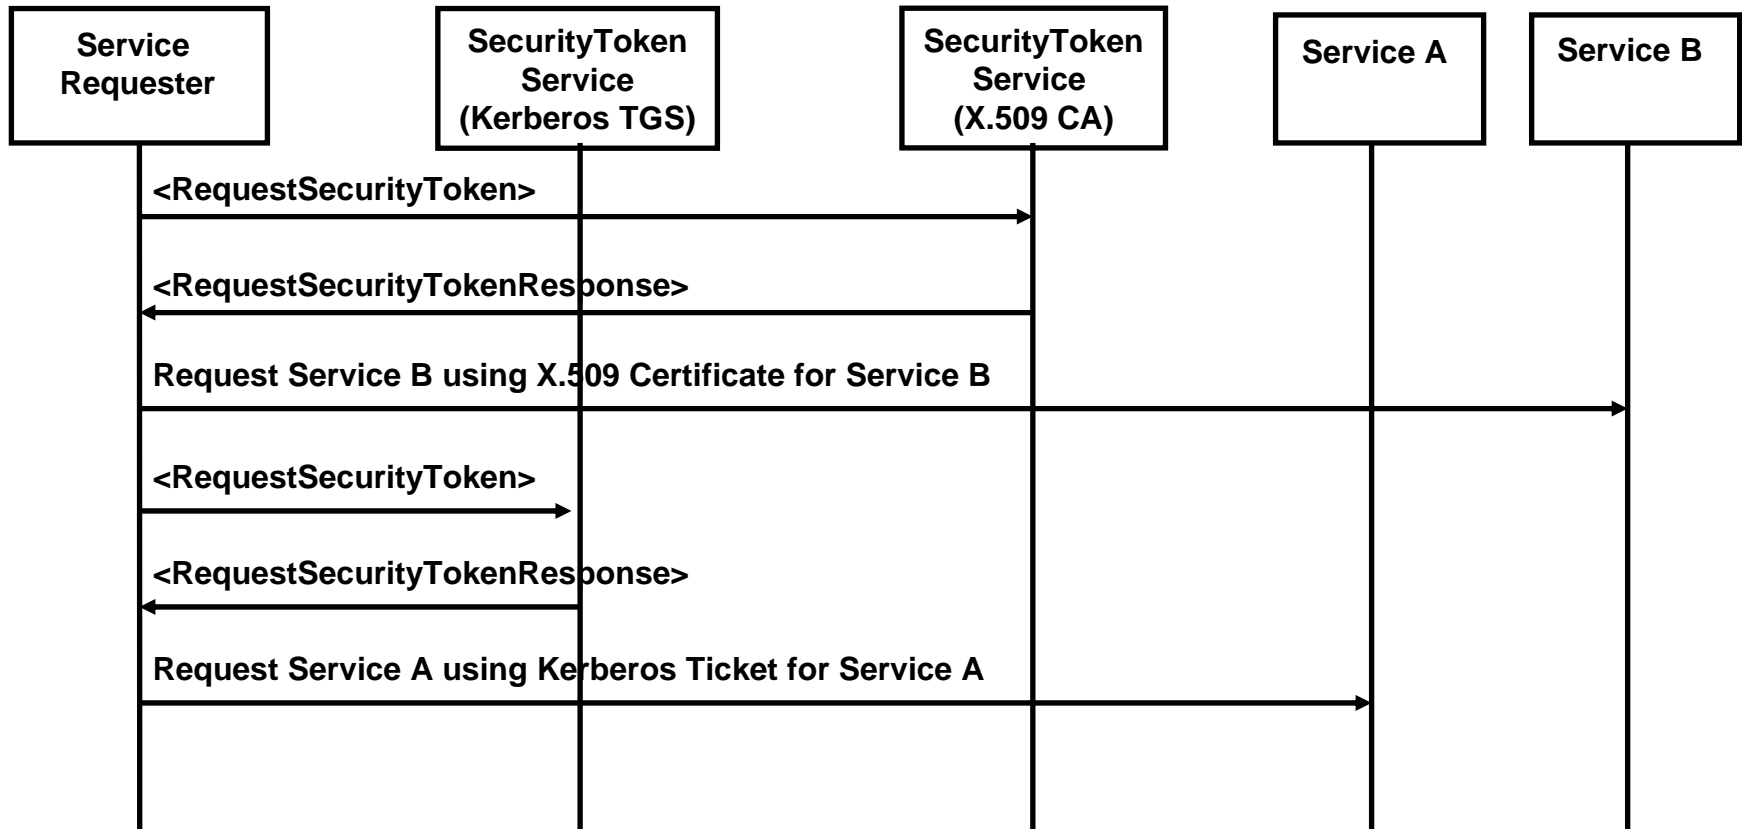 Service
Requester
SecurityToken
Service
(Kerberos TGS)
SecurityToken
Service
(X.509 CA)
Service A
Service B
<RequestSecurityToken>
<RequestSecurityTokenResponse>
Request Service B using X.509 Certificate for Service B
<RequestSecurityToken>
<RequestSecurityTokenResponse>
Request Service A using Kerberos Ticket for Service A